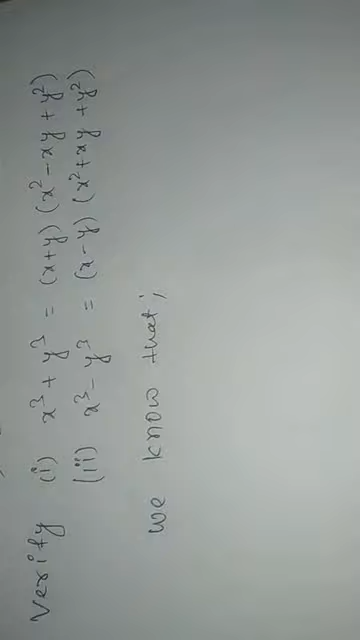 Verify (i) x³ + y³ = (x+y) (x² - xy + y²)
(ii) x³ - y³ = (x - y) (x² + xy + y²)
we know that;